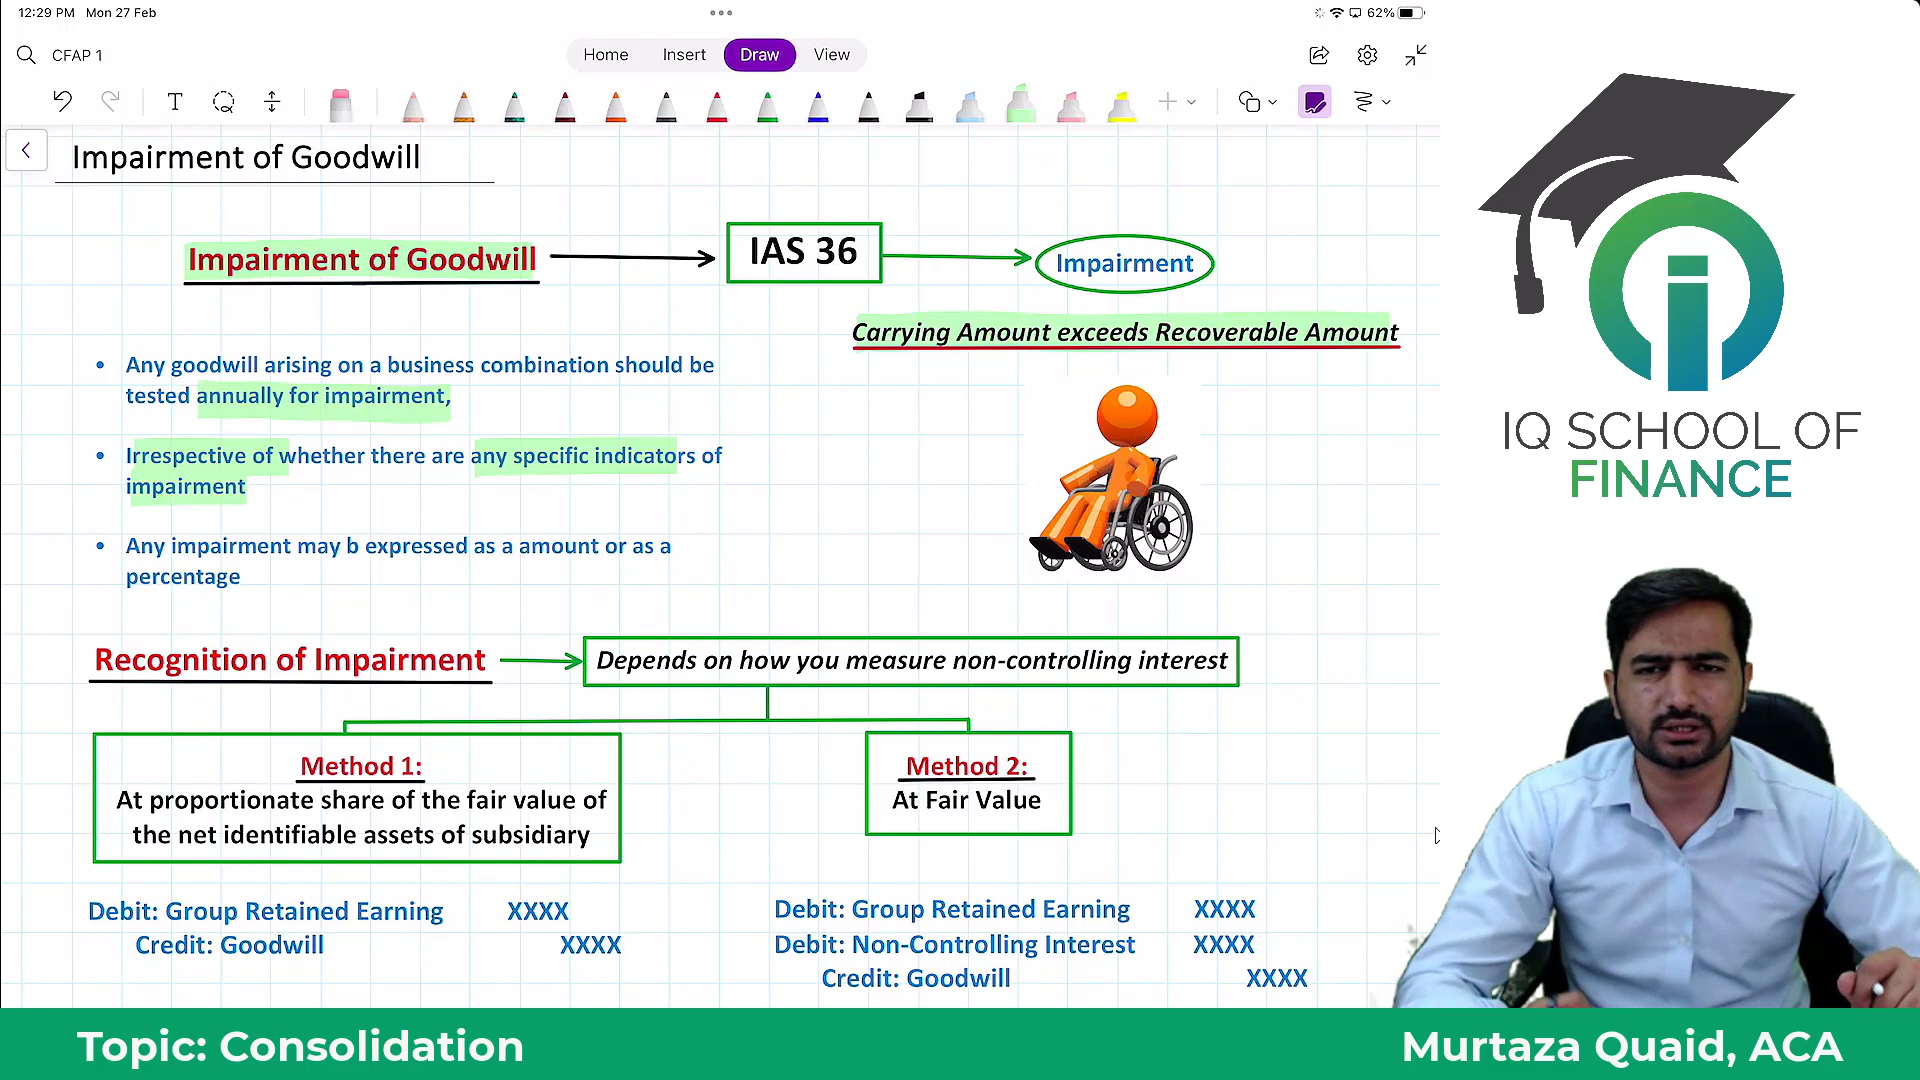 12:29 PM Mon 27 Feb
62%
CFAP 1
Home Insert Draw View
T
Impairment of Goodwill
Impairment of Goodwill
IAS 36
Impairment
Carrying Amount exceeds Recoverable Amount
• Any goodwill arising on a business combination should be
tested annually for impairment,
• Irrespective of whether there are any specific indicators of
impairment
• Any impairment may b expressed as a amount or as a
percentage
Recognition of Impairment
Depends on how you measure non-controlling interest
Method 1:
At proportionate share of the fair value of
the net identifiable assets of subsidiary
Method 2:
At Fair Value
Debit: Group Retained Earning XXXX
Credit: Goodwill XXXX
Debit: Group Retained Earning XXXX
Debit: Non-Controlling Interest XXXX
Credit: Goodwill XXXX
IQ SCHOOL OF
FINANCE
Topic: Consolidation
Murtaza Quaid, ACA